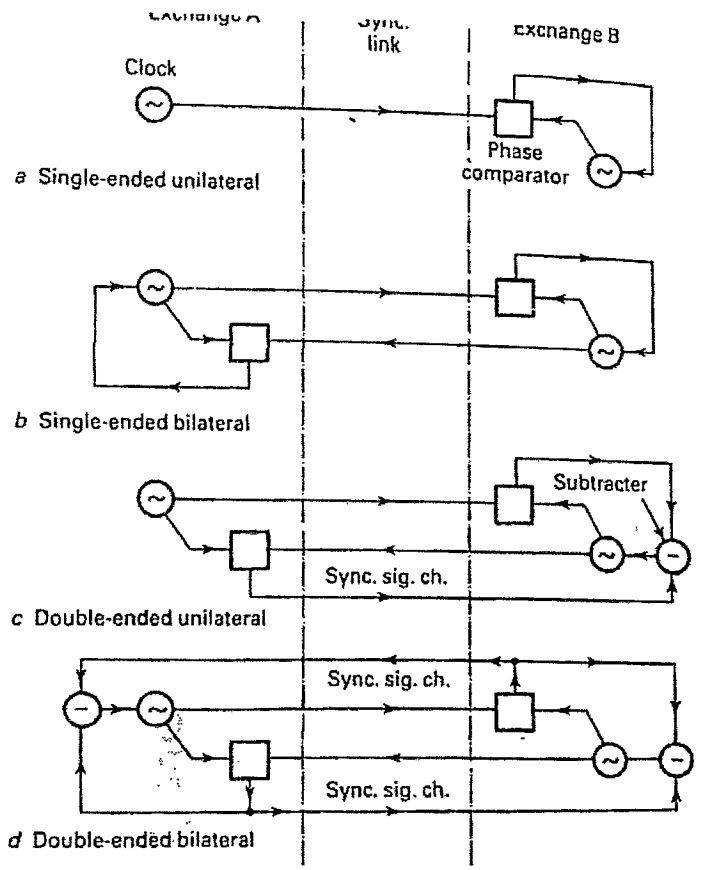 Exchange A
Sync.
link
Exchange B
Clock
Phase
comparator
a Single-ended unilateral
b Single-ended bilateral
Subtracter
Sync. sig. ch.
c Double-ended unilateral
Sync. sig. ch.
Sync. sig. ch.
d Double-ended bilateral